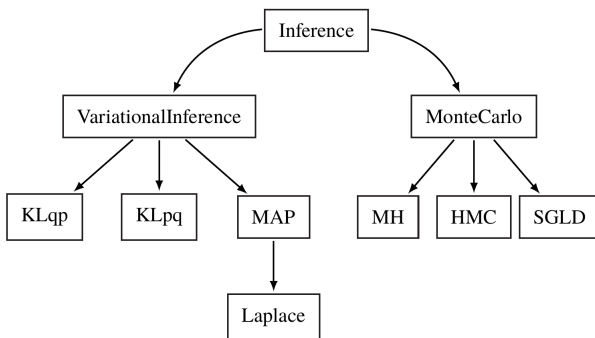 Inference
VariationalInference
MonteCarlo
KLqp
KLpq
MAP
MH
HMC
SGLD
Laplace